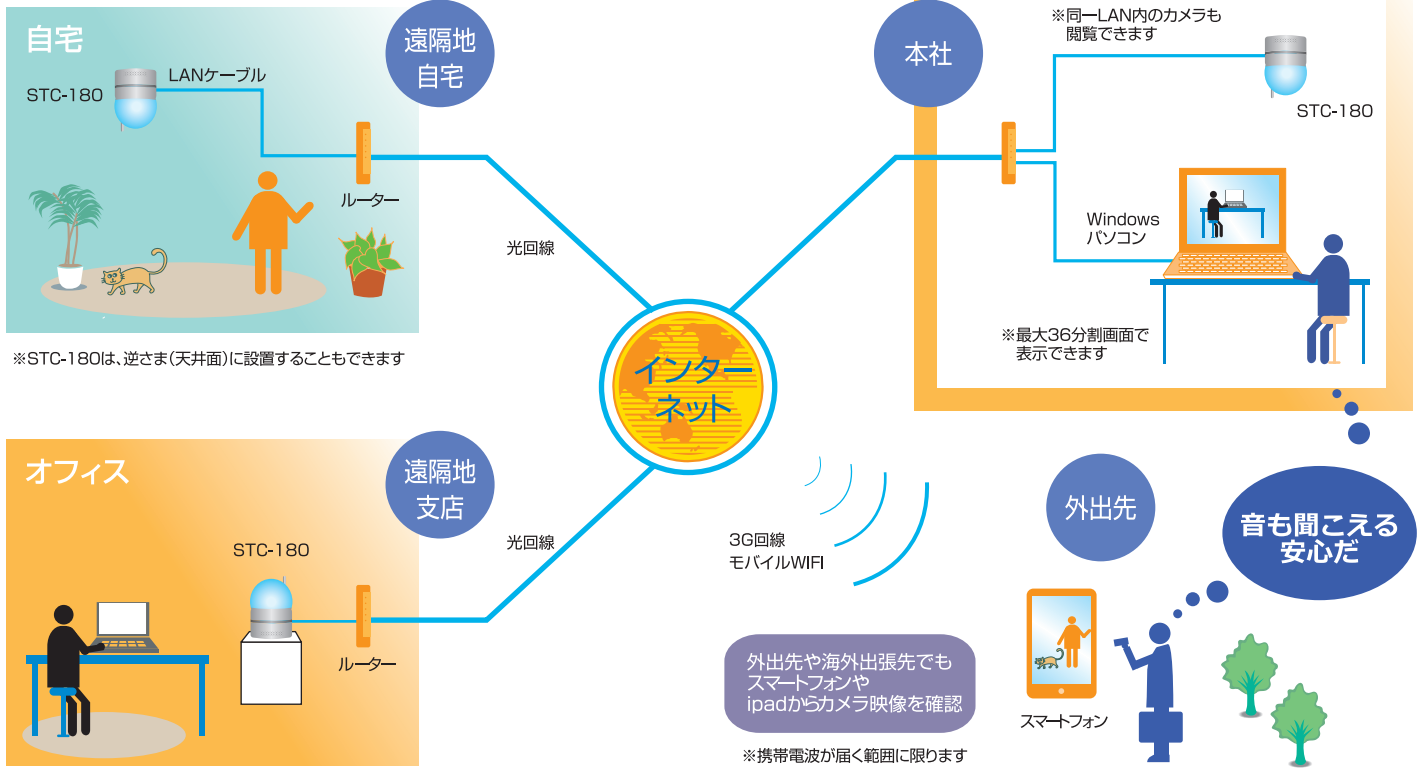 自宅
STC-180
LANケーブル
ルーター
遠隔地
自宅
光回線
※STC-180は、逆さま(天井面)に設置することもできます
本社
※同一LAN内のカメラも
閲覧できます
STC-180
Windows
パソコン
※最大36分割画面で
表示できます
インター
ネット
オフィス
STC-180
ルーター
遠隔地
支店
光回線
3G回線
モバイルWIFI
外出先
音も聞こえる
安心だ
外出先や海外出張先でも
スマートフォンや
ipadからカメラ映像を確認
※携帯電波が届く範囲に限ります
スマートフォン